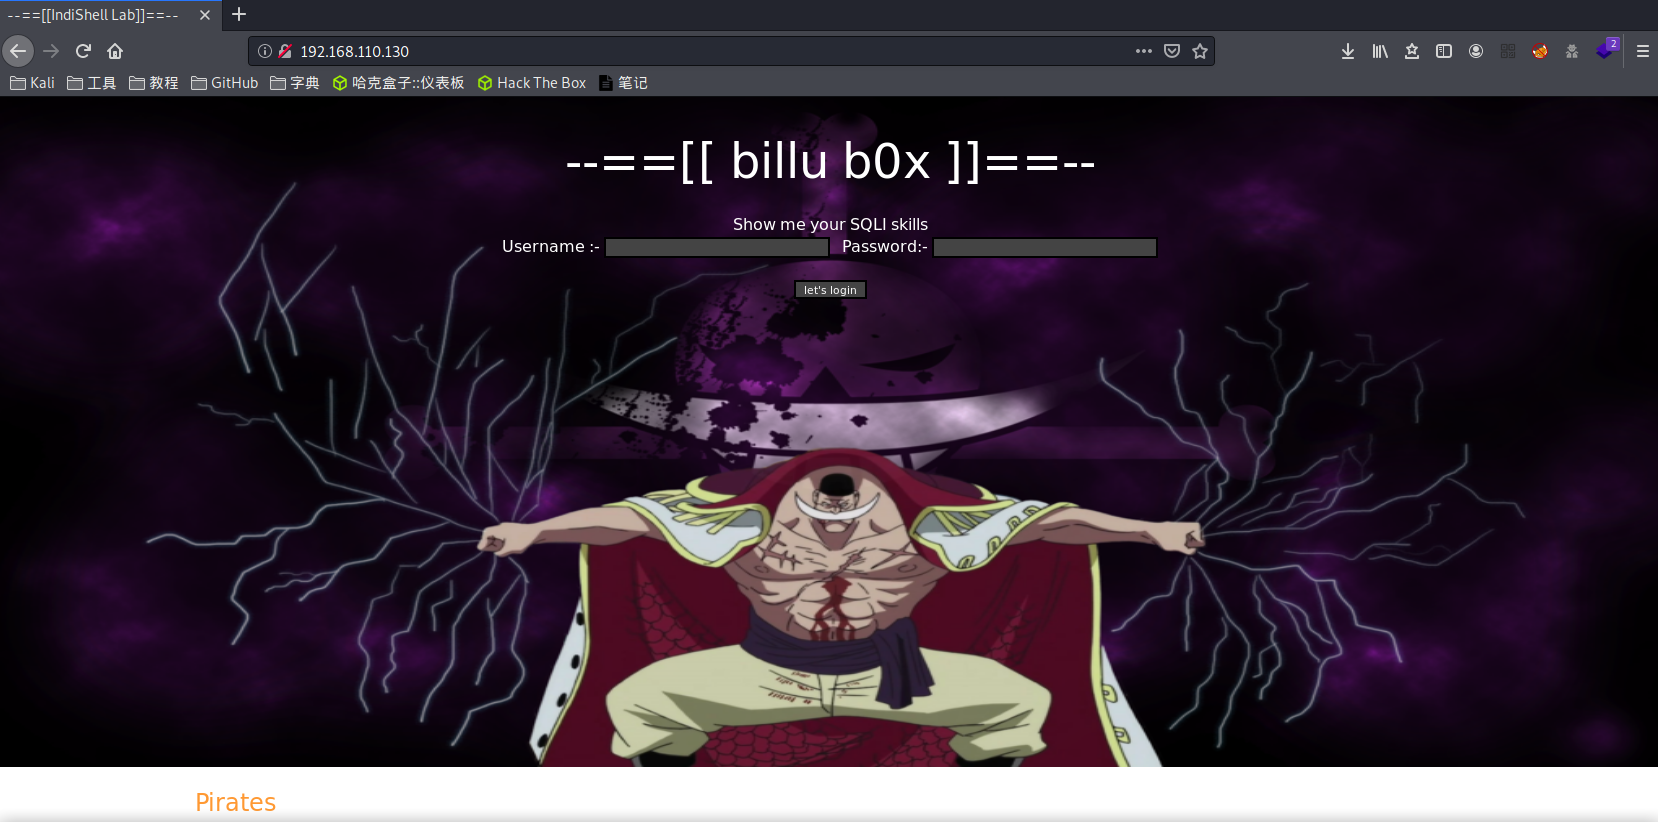 --==[[IndiShell Lab]]==--
192.168.110.130
2
Kali 工具 教程 GitHub 字典 哈克盒子::仪表板 Hack The Box 笔记
--==[[ billu b0x ]]==--
Show me your SQLI skills
Username :- Password:-
let's login
Pirates